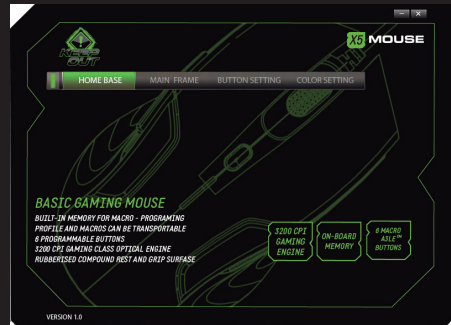 X5 MOUSE
KEEP
OUT
HOME BASE MAIN FRAME BUTTON SETTING COLOR SETTING
BASIC GAMING MOUSE
BUILT-IN MEMORY FOR MACRO - PROGRAMING
PROFILE AND MACROS CAN BE TRANSPORTABLE
6 PROGRAMMABLE BUTTONS
3200 CPI GAMING CLASS OPTICAL ENGINE
RUBBERISED COMPOUND REST AND GRIP SURFASE
3200 CPI
GAMING
ENGINE
ON-BOARD
MEMORY
6 MACRO
ABLE™
BUTTONS
VERSION 1.0